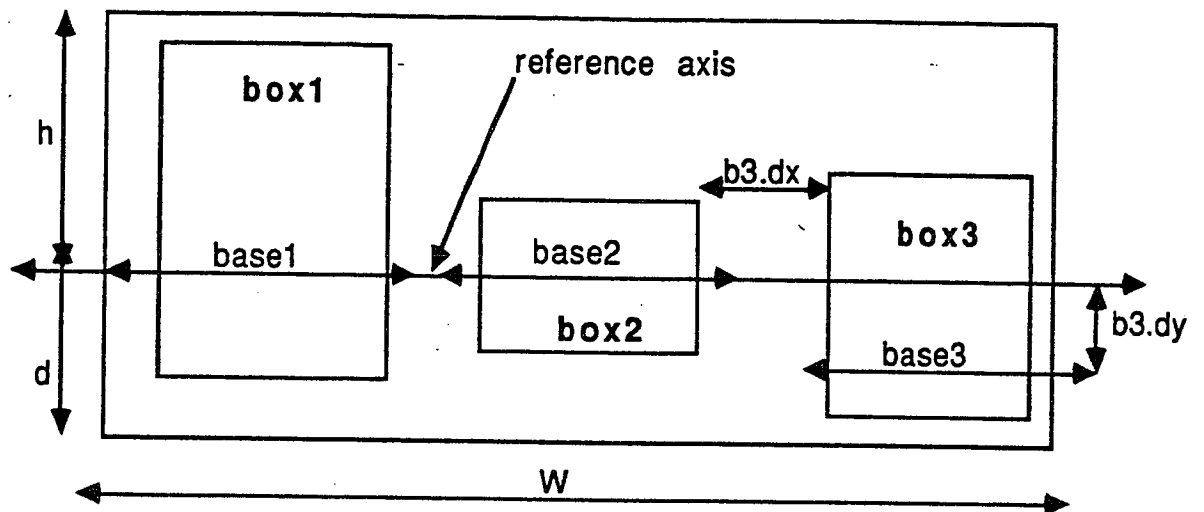 reference axis
box1
h
b3.dx
box3
base1
base2
box2
b3.dy
d
base3
W